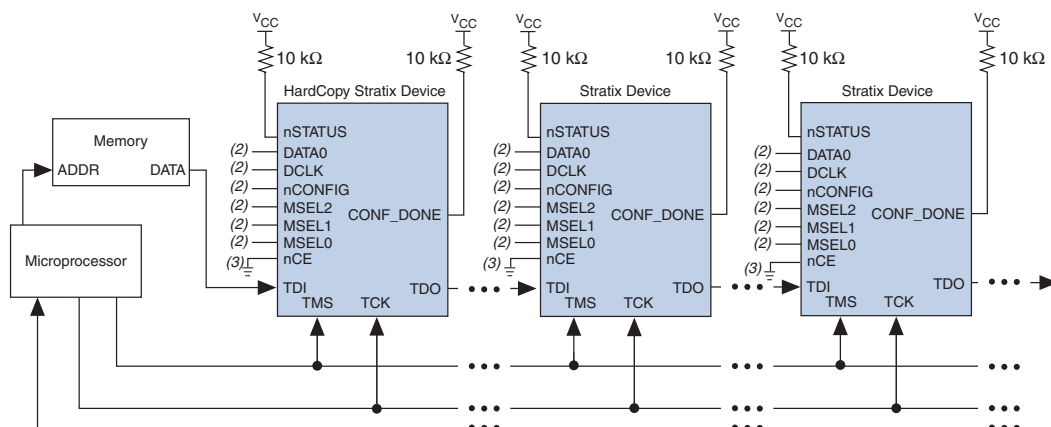 VCC VCC VCC VCC VCC VCC
10 kΩ 10 kΩ 10 kΩ 10 kΩ 10 kΩ 10 kΩ
HardCopy Stratix Device Stratix Device Stratix Device
Memory
ADDR DATA
Microprocessor
nSTATUS
(2) DATA0
(2) DCLK
(2) nCONFIG
(2) MSEL2
CONF_DONE
(2) MSEL1
(2) MSEL0
(3) nCE
TDI TDO
TMS TCK
nSTATUS
(2) DATA0
(2) DCLK
(2) nCONFIG
(2) MSEL2
CONF_DONE
(2) MSEL1
(2) MSEL0
(3) nCE
TDI TDO
TMS TCK
nSTATUS
(2) DATA0
(2) DCLK
(2) nCONFIG
(2) MSEL2
CONF_DONE
(2) MSEL1
(2) MSEL0
(3) nCE
TDI TDO
TMS TCK